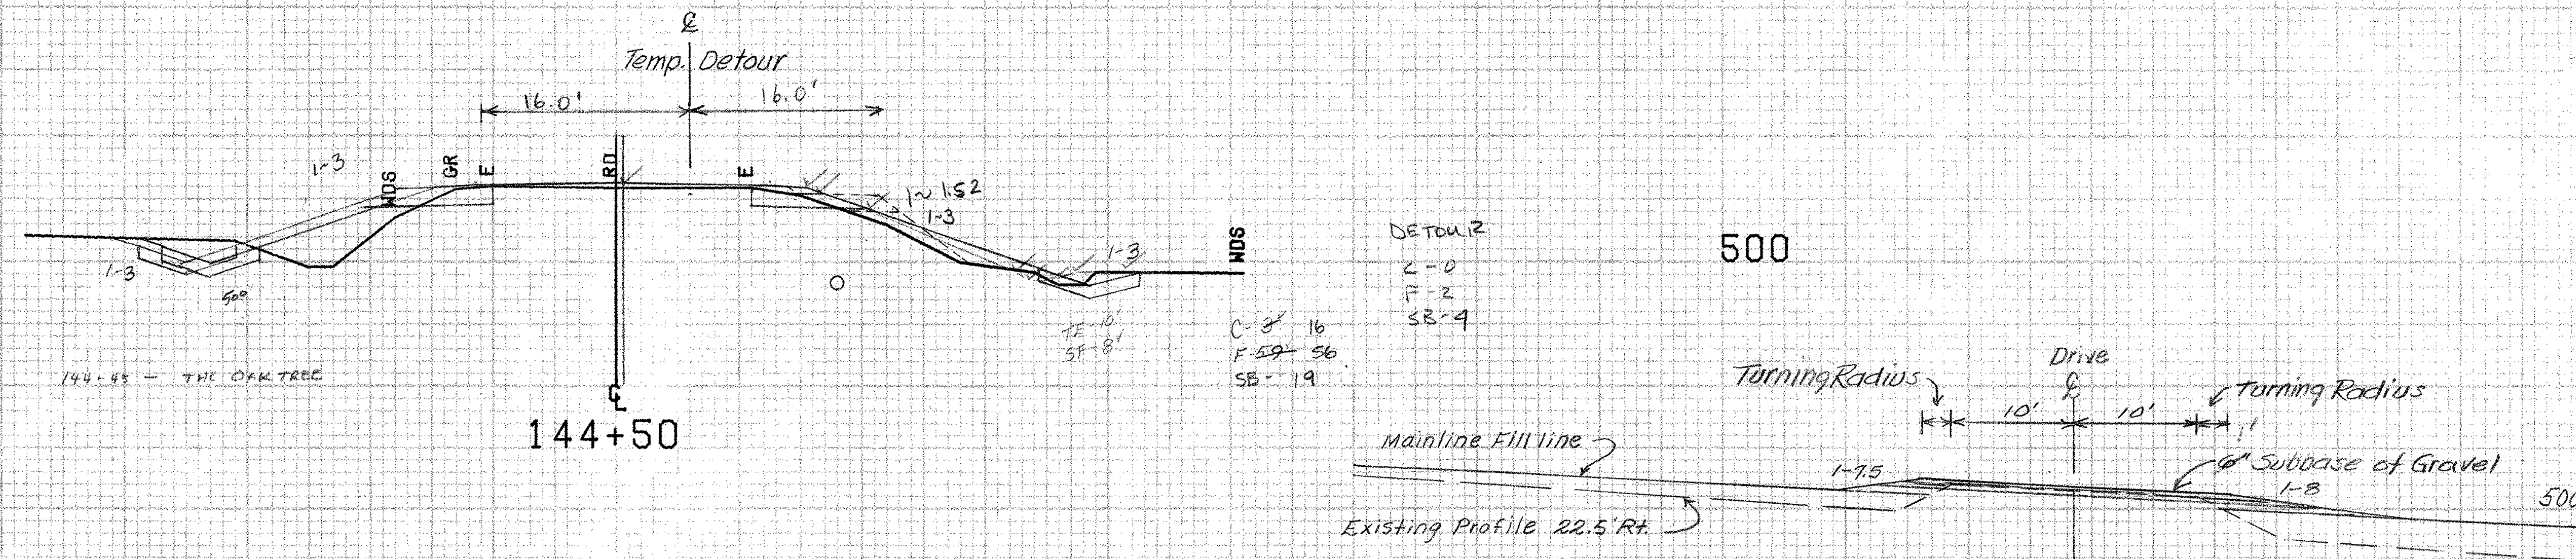 ℄
Temp. Detour
16.0' 16.0'
1-3
WDS
GR
E
RD
E
1~ 1.52
1-3
1-3
1-3
500
WDS
TE-10'
SF-8'
C- 3 16
F-59 56
SB- 19
144+45 - THE OAK TREE
℄
144+50
DETOUR
C-0
F-2
SB-4
500
Drive
℄
Turning Radius
Turning Radius
10' 10'
1'
Mainline Fill line
1-7.5
6" Subbase of Gravel
1-8
Existing Profile 22.5' Rt.
500